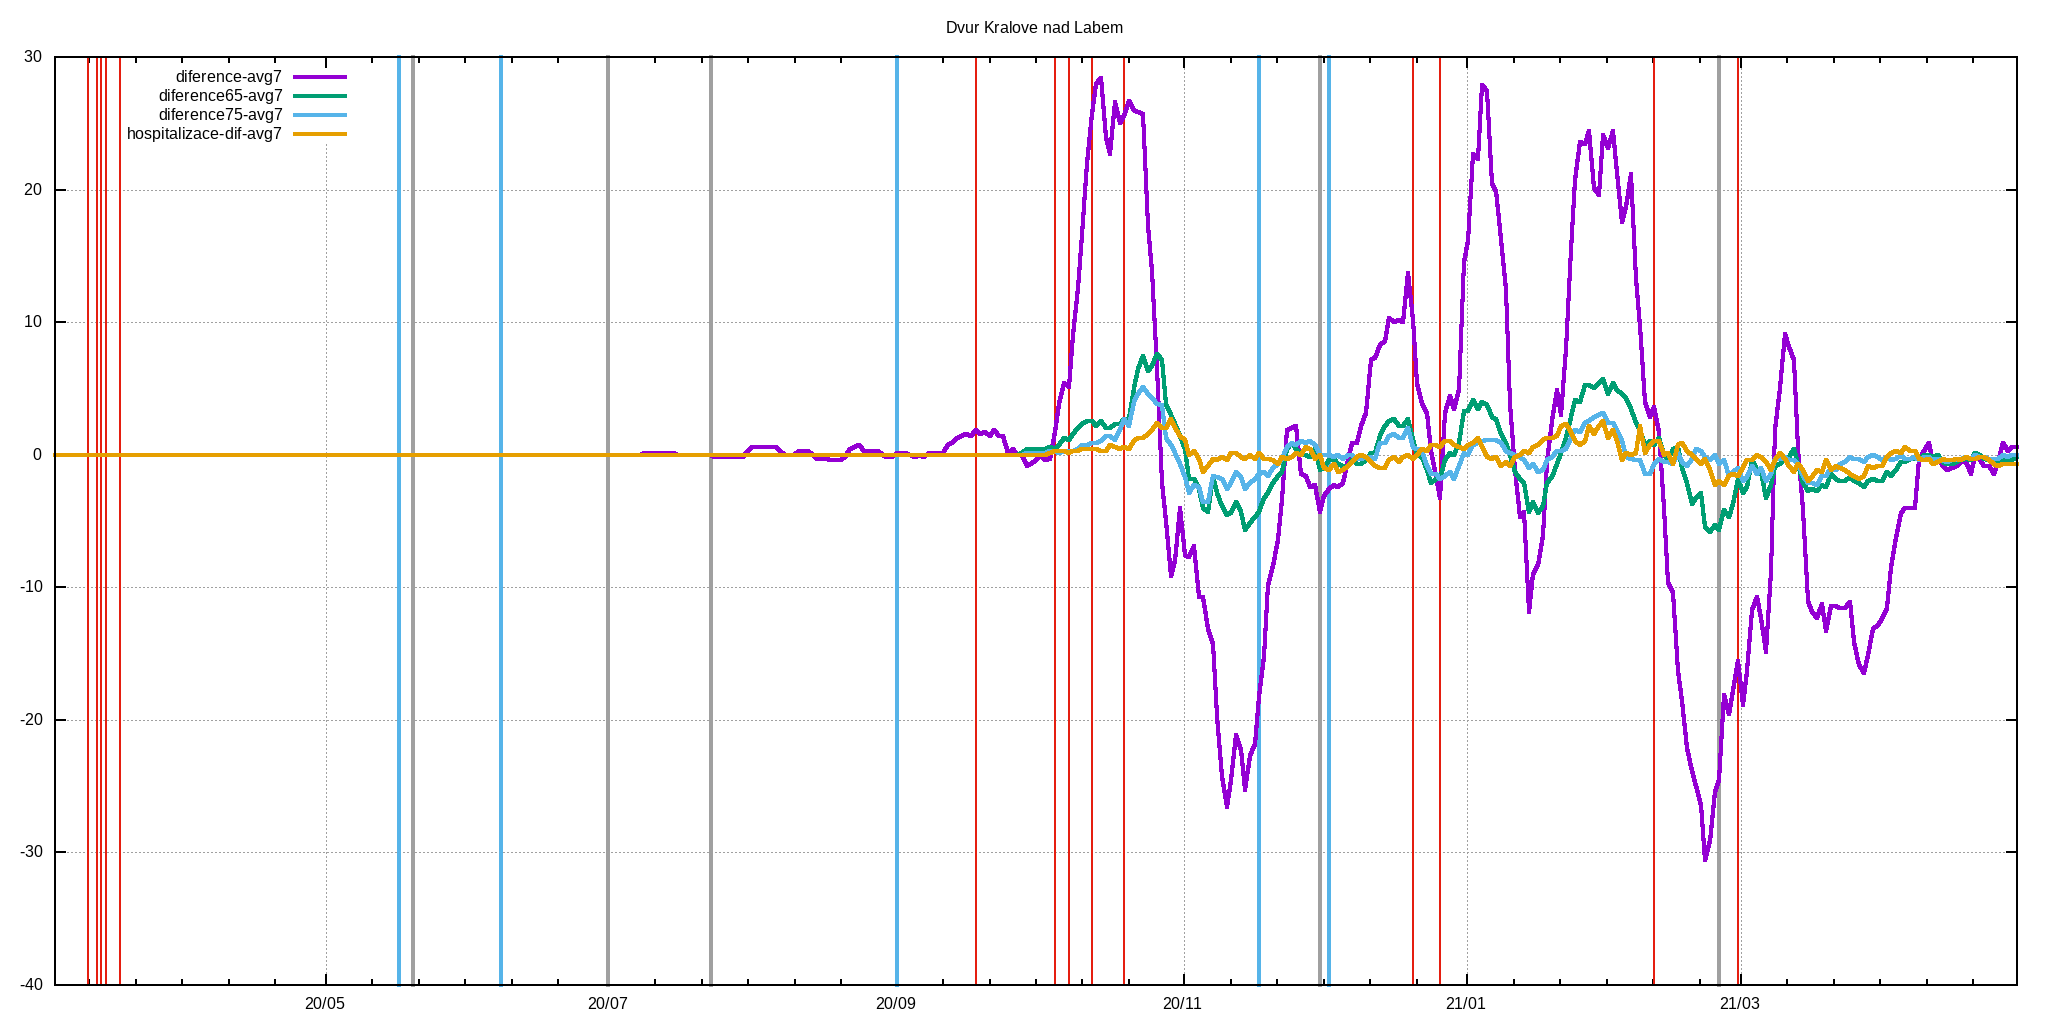 Dvur Kralove nad Labem
30
20
10
0
-10
-20
-30
-40
diference-avg7
diference65-avg7
diference75-avg7
hospitalizace-dif-avg7
20/05
20/07
20/09
20/11
21/01
21/03